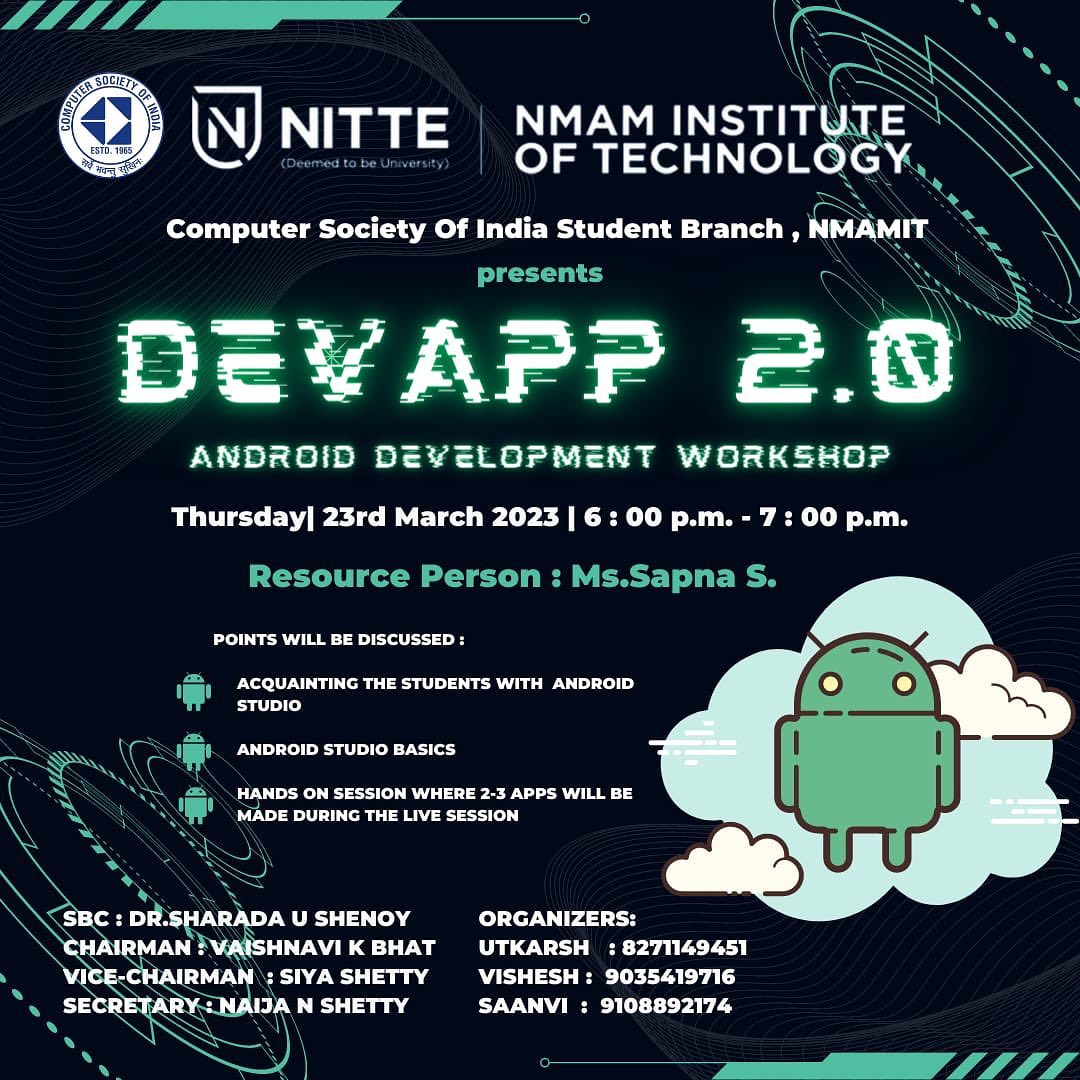 COMPUTER SOCIETY OF INDIA
ESTD. 1965
सर्वे भवन्तु सुखिनः
N NITTE
(Deemed to be University)
NMAM INSTITUTE
OF TECHNOLOGY
Computer Society Of India Student Branch , NMAMIT
presents
DEVAPP 2.0
ANDROID DEVELOPMENT WORKSHOP
Thursday| 23rd March 2023 | 6 : 00 p.m. - 7 : 00 p.m.
Resource Person : Ms.Sapna S.
POINTS WILL BE DISCUSSED :
ACQUAINTING THE STUDENTS WITH ANDROID
STUDIO
ANDROID STUDIO BASICS
HANDS ON SESSION WHERE 2-3 APPS WILL BE
MADE DURING THE LIVE SESSION
SBC : DR.SHARADA U SHENOY
CHAIRMAN : VAISHNAVI K BHAT
VICE-CHAIRMAN : SIYA SHETTY
SECRETARY : NAIJA N SHETTY
ORGANIZERS:
UTKARSH : 8271149451
VISHESH : 9035419716
SAANVI : 9108892174